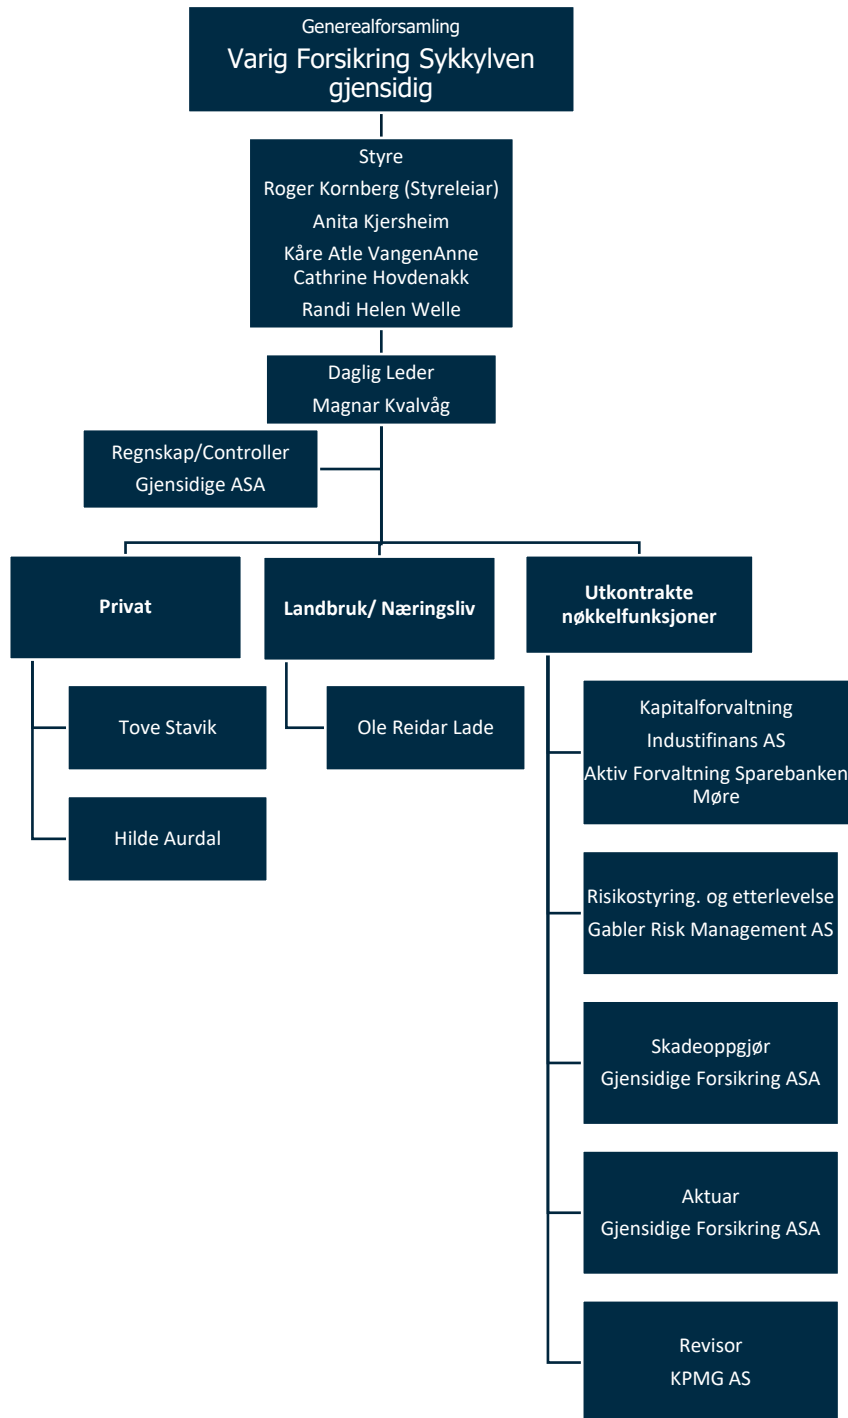 Generealforsamling
Varig Forsikring Sykkylven
gjensidig
Styre
Roger Kornberg (Styreleiar)
Anita Kjersheim
Kåre Atle VangenAnne
Cathrine Hovdenakk
Randi Helen Welle
Daglig Leder
Magnar Kvalvåg
Regnskap/Controller
Gjensidige ASA
Privat
Landbruk/ Næringsliv
Utkontrakte
nøkkelfunksjoner
Tove Stavik
Hilde Aurdal
Ole Reidar Lade
Kapitalforvaltning
Industifinans AS
Aktiv Forvaltning Sparebanken
Møre
Risikostyring. og etterlevelse
Gabler Risk Management AS
Skadeoppgjør
Gjensidige Forsikring ASA
Aktuar
Gjensidige Forsikring ASA
Revisor
KPMG AS